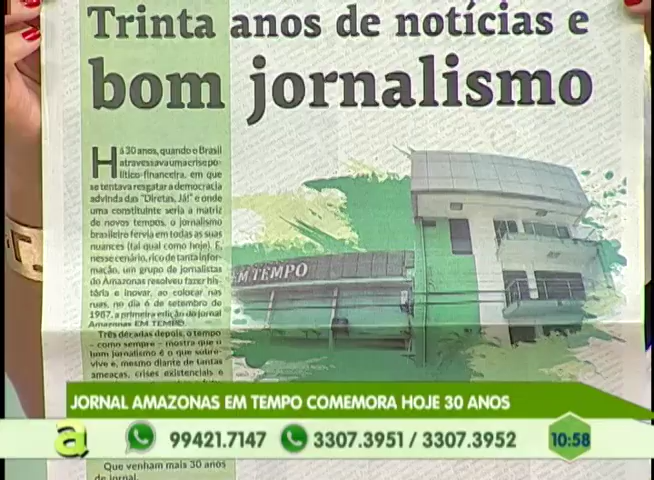 Trinta anos de notícias e
bom jornalismo
Há 30 anos, quando o Brasil
atravessava uma crise po-
lítico-financeira, em que
se tentava resgatar a democracia
advinda das "Diretas, Já!" e onde
uma constituinte seria a matriz
de novos tempos, o jornalismo
brasileiro fervia em todas as suas
nuances (tal qual como hoje). E,
nesse cenário, rico de tanta infor-
mação, um grupo de jornalistas
do Amazonas resolveu fazer his-
tória e inovar, ao colocar nas
ruas, no dia 6 de setembro de
1987, a primeira edição do jornal
Amazonas EM TEMPO.
Três décadas depois, o tempo
- como sempre - mostra que o
bom jornalismo é o que sobre-
vive e, mesmo diante de tantas
ameaças, crises existenciais e
EM TEMPO
JORNAL AMAZONAS EM TEMPO COMEMORA HOJE 30 ANOS
a 99421.7147 3307.3951 / 3307.3952 10:58
Que venham mais 30 anos
de jornal.